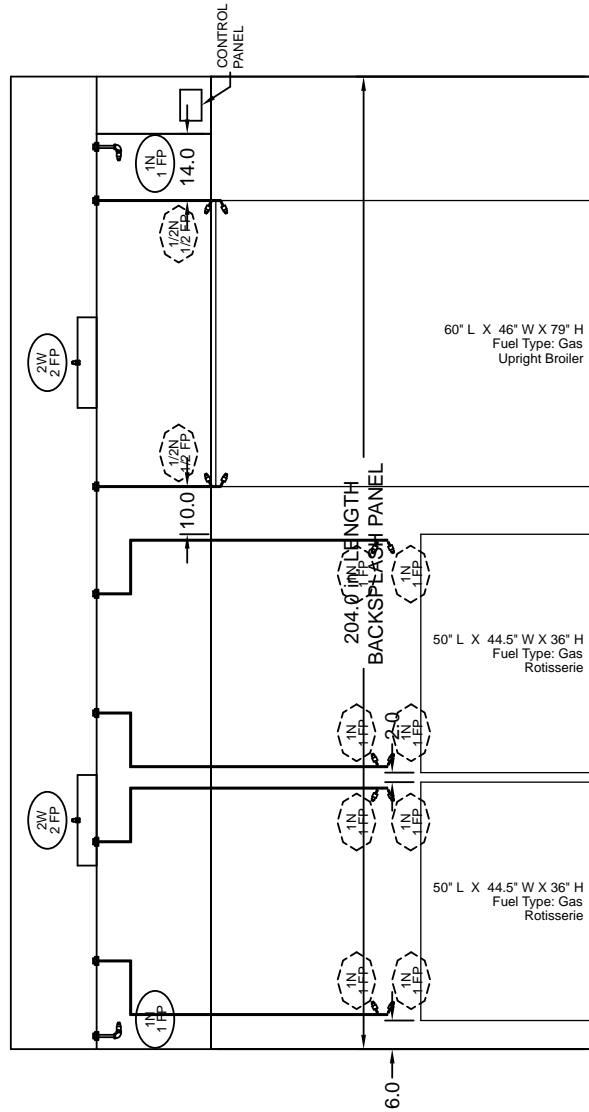 CONTROL
PANEL
1N
1 FP
14.0
1/2N
1/2 FP
2W
2 FP
1/2N
1/2 FP
10.0
60" L X 46" W X 79" H
Fuel Type: Gas
Upright Broiler
204.0 in LENGTH
BACKSPLASH PANEL
1N
1 FP
1N
1 FP
50" L X 44.5" W X 36" H
Fuel Type: Gas
Rotisserie
1N
1 FP
1N
1 FP
2.0
2W
2 FP
1N
1 FP
1N
1 FP
50" L X 44.5" W X 36" H
Fuel Type: Gas
Rotisserie
1N
1 FP
1N
1 FP
1N
1 FP
6.0